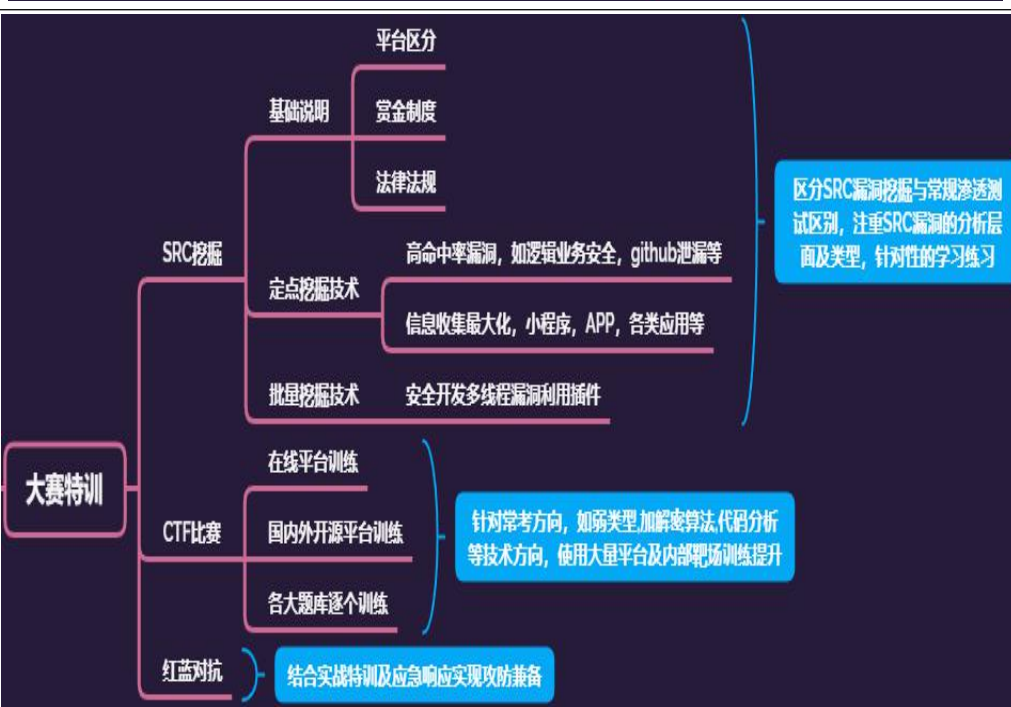 平台区分
基础说明
赏金制度
法律法规
区分SRC漏洞挖掘与常规渗透测
试区别，注重SRC漏洞的分析层
面及类型，针对性的学习练习
SRC挖掘
高命中率漏洞，如逻辑业务安全，github泄漏等
定点挖掘技术
信息收集最大化，小程序，APP，各类应用等
批量挖掘技术
安全开发多线程漏洞利用插件
大赛特训
在线平台训练
CTF比赛
国内外开源平台训练
针对常考方向，如弱类型,加解密算法,代码分析
等技术方向，使用大量平台及内部靶场训练提升
各大题库逐个训练
红蓝对抗
结合实战特训及应急响应实现攻防兼备